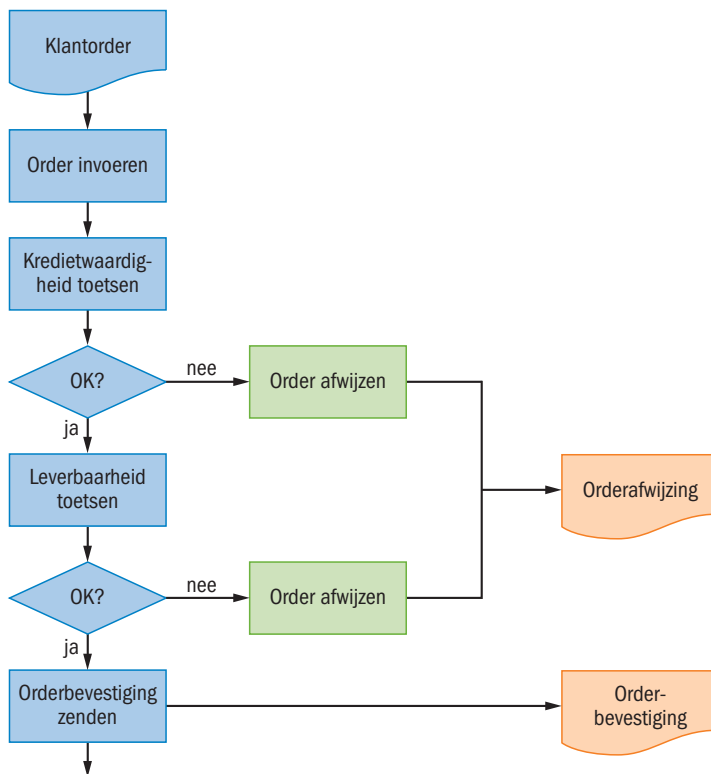 Klantorder
Order invoeren
Kredietwaardig-
heid toetsen
OK?
nee
Order afwijzen
ja
Leverbaarheid
toetsen
Orderafwijzing
OK?
nee
Order afwijzen
ja
Orderbevestiging
zenden
Order-
bevestiging